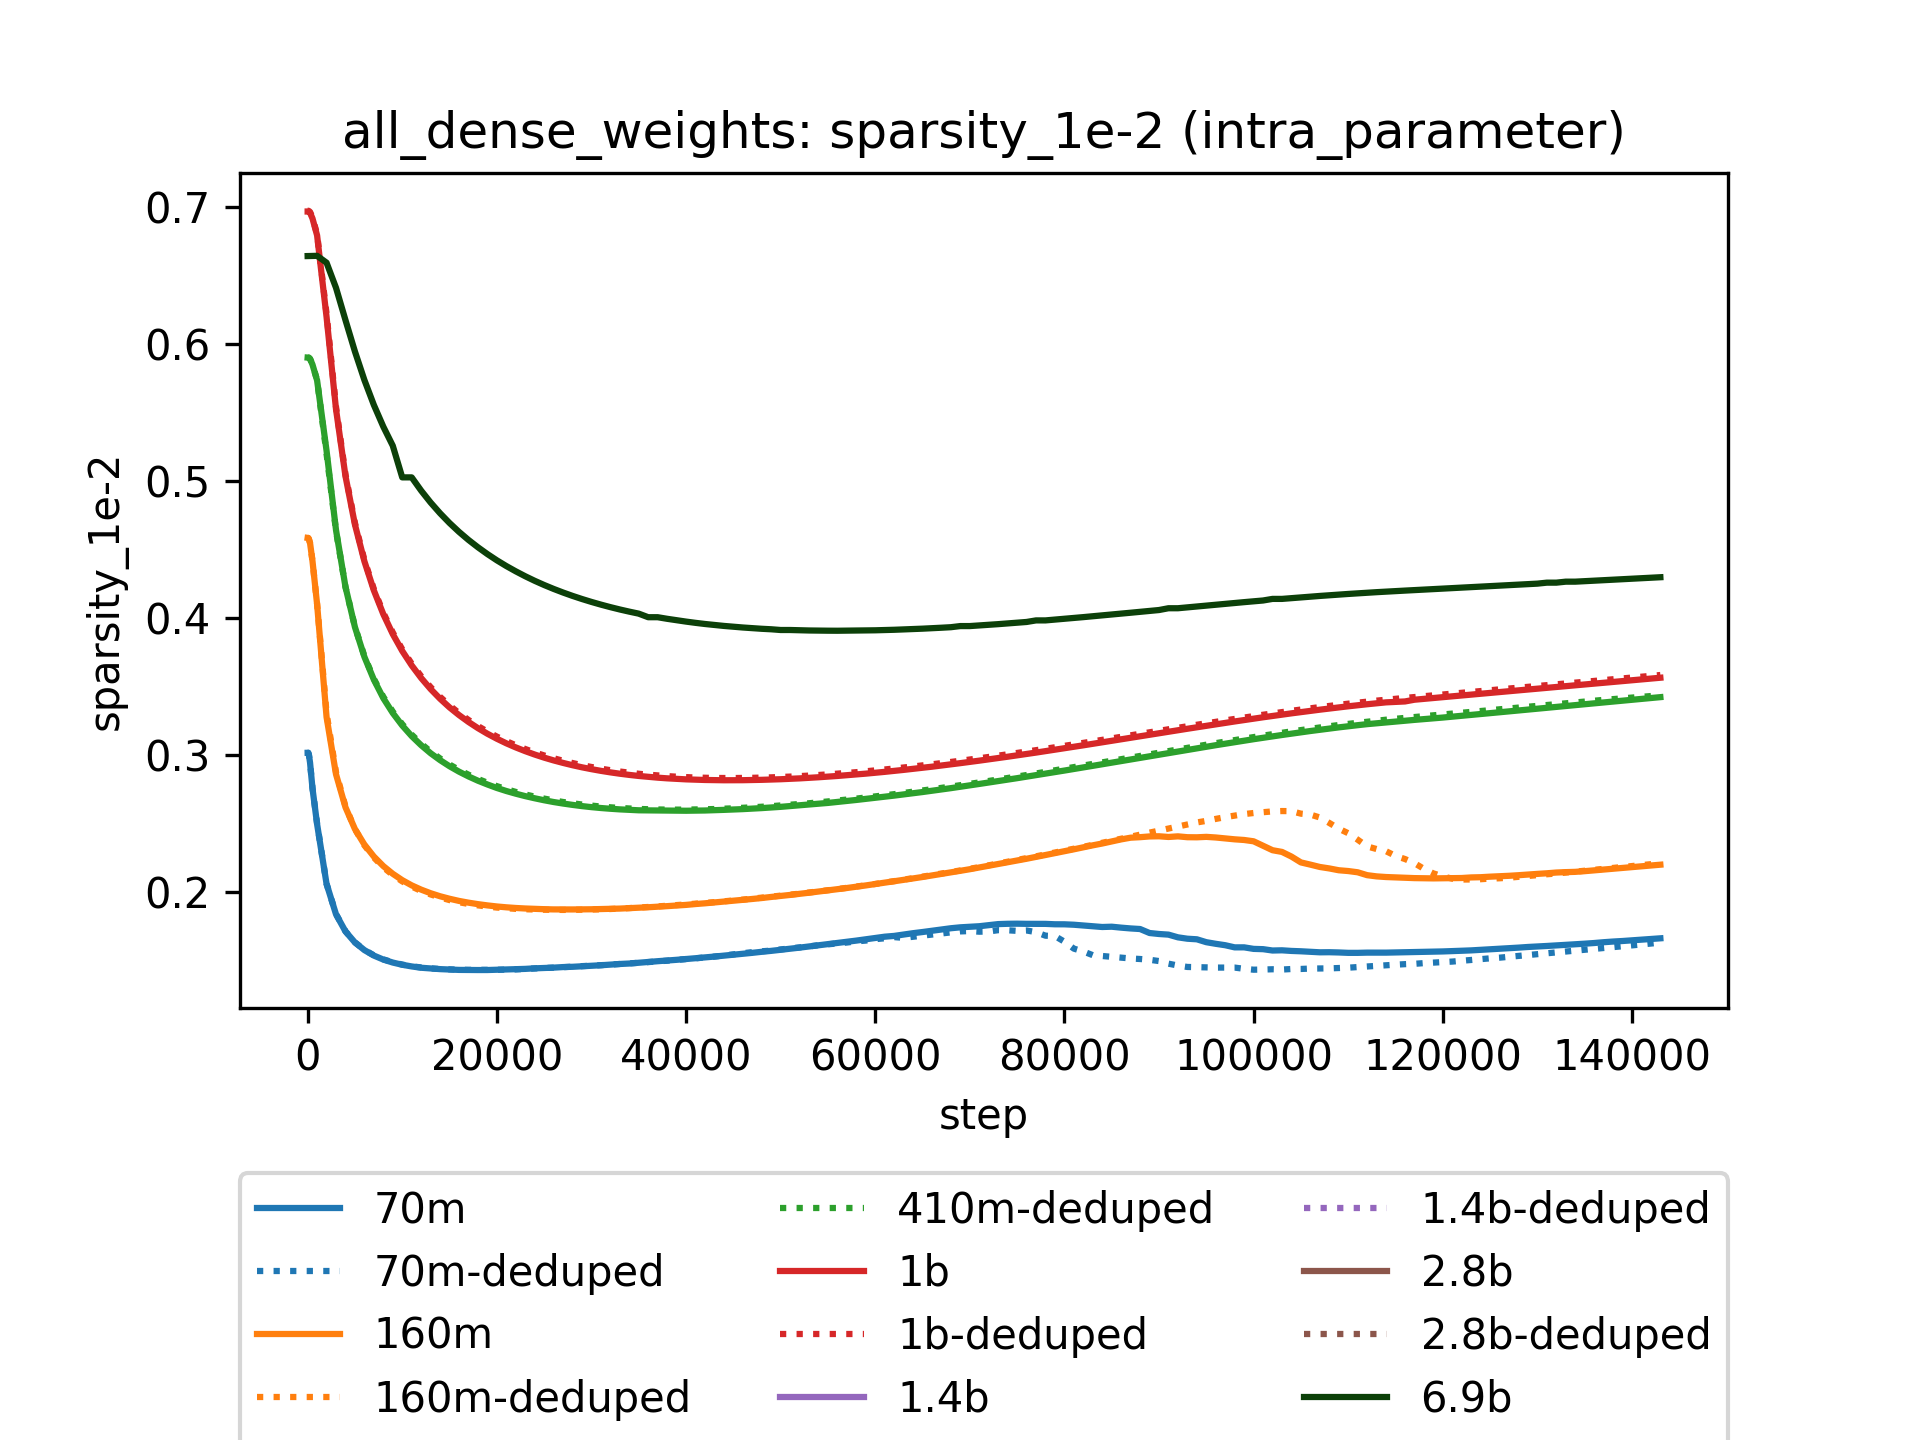 all_dense_weights: sparsity_1e-2 (intra_parameter)
sparsity_1e-2
0.7
0.6
0.5
0.4
0.3
0.2
0 20000 40000 60000 80000 100000 120000 140000
step
70m
70m-deduped
160m
160m-deduped
410m-deduped
1b
1b-deduped
1.4b
1.4b-deduped
2.8b
2.8b-deduped
6.9b